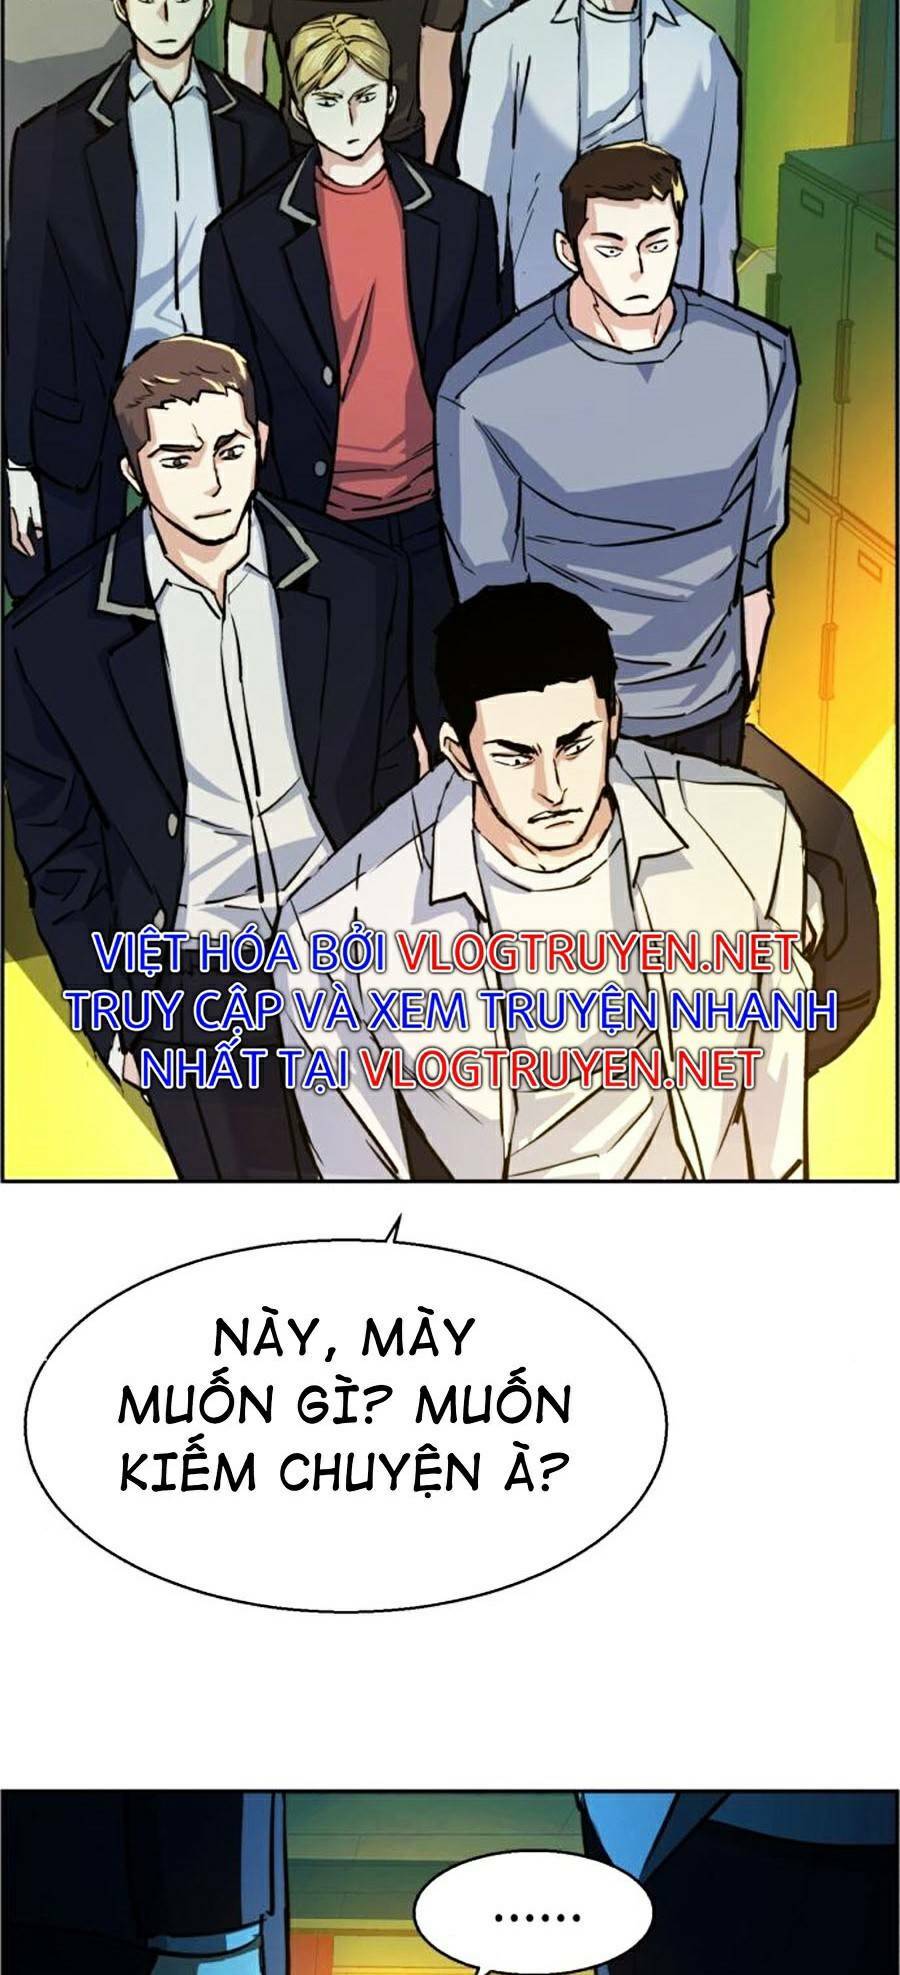 VIỆT HÓA BỞI VLOGTRUYEN.NET
TRUY CẬP VÀ XEM TRUYỆN NHANH
NHẤT TẠI VLOGTRUYEN.NET
NÀY, MÀY
MUỐN GÌ? MUỐN
KIẾM CHUYỆN À?
......